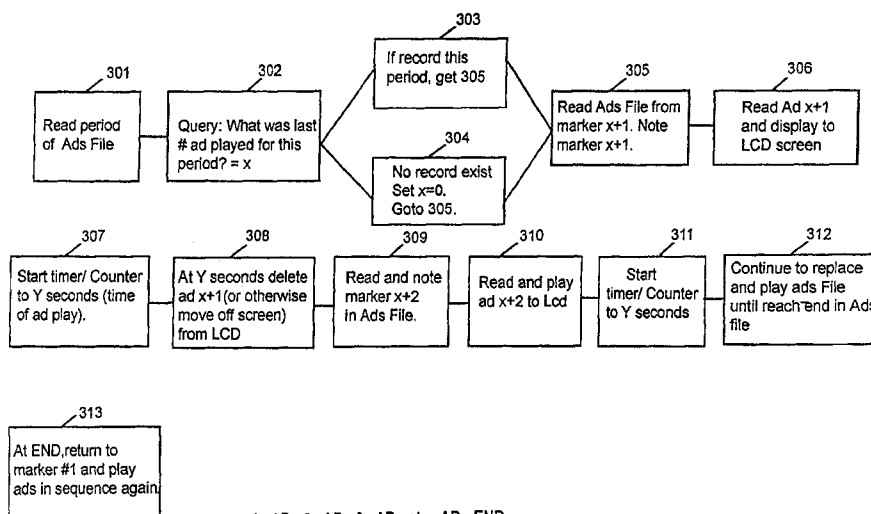 301
Read period
of Ads File
302
Query: What was last
# ad played for this
period? = x
303
If record this
period, get 305
304
No record exist
Set x=0.
Goto 305.
305
Read Ads File from
marker x+1. Note
marker x+1.
306
Read Ad x+1
and display to
LCD screen
307
Start timer/ Counter
to Y seconds (time
of ad play).
308
At Y seconds delete
ad x+1(or otherwise
move off screen)
from LCD
309
Read and note
marker x+2
in Ads File.
310
Read and play
ad x+2 to Lcd
311
Start
timer/ Counter
to Y seconds
312
Continue to replace
and play ads File
until reach end in Ads
file
313
At END,return to
marker #1 and play
ads in sequence again